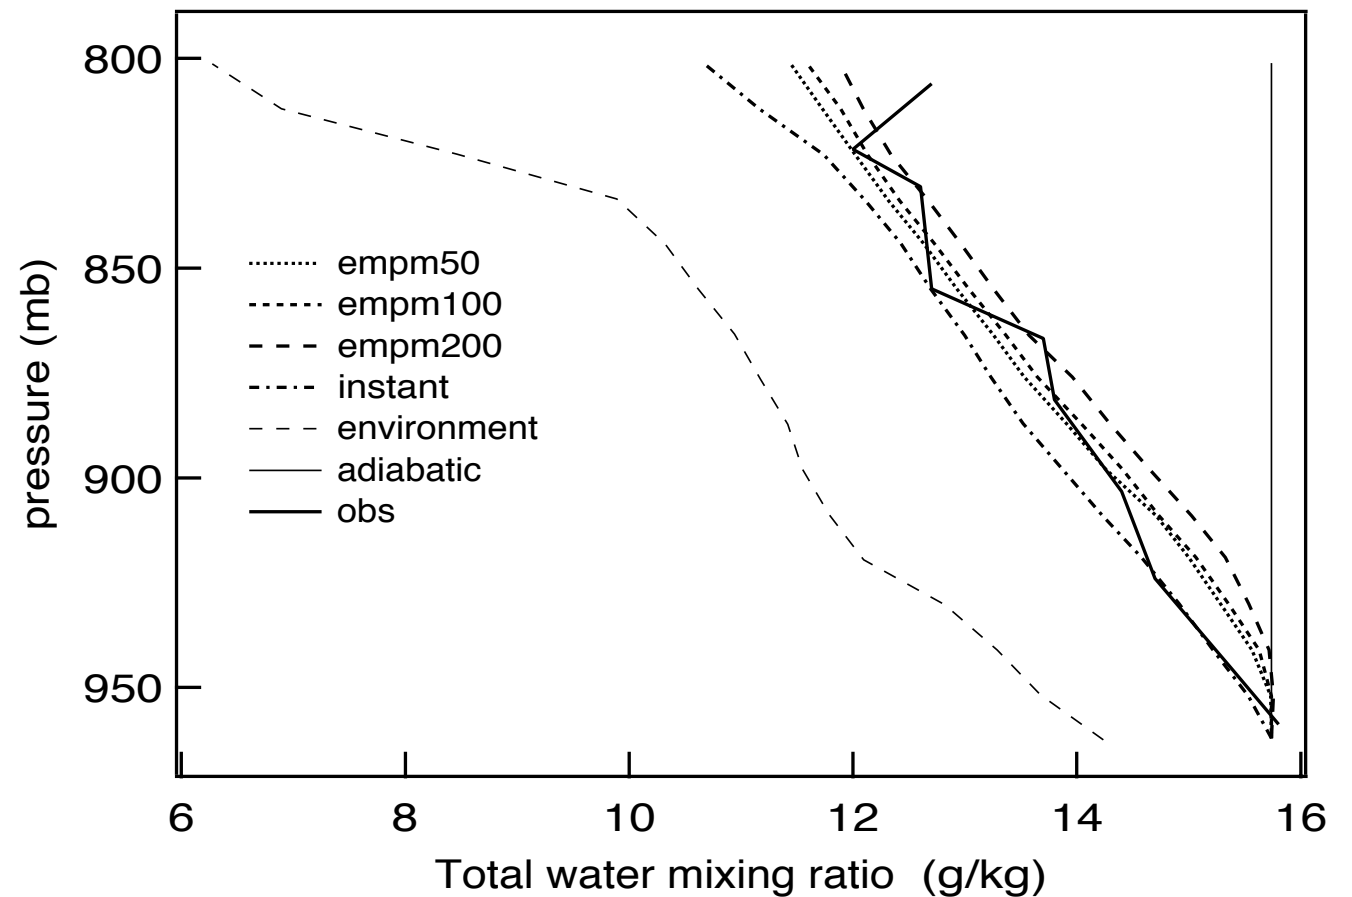 800
850
900
950
pressure (mb)
empm50
empm100
empm200
instant
environment
adiabatic
obs
6 8 10 12 14 16
Total water mixing ratio (g/kg)